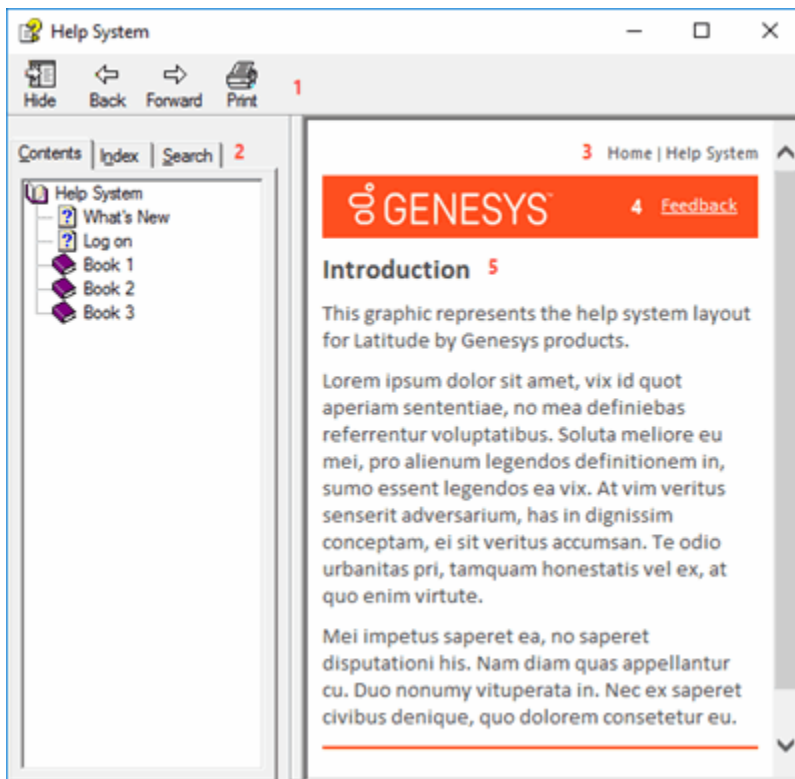 Help System
Hide Back Forward Print 1
Contents Index Search 2
Help System
What's New
Log on
Book 1
Book 2
Book 3
3 Home | Help System
GENESYS™ 4 Feedback
Introduction 5
This graphic represents the help system layout
for Latitude by Genesys products.
Lorem ipsum dolor sit amet, vix id quot
aperiam sententiae, no mea definiebas
referrentur voluptatibus. Soluta meliore eu
mei, pro alienum legendos definitionem in,
sumo essent legendos ea vix. At vim veritus
senserit adversarium, has in dignissim
conceptam, ei sit veritus accumsan. Te odio
urbanitas pri, tamquam honestatis vel ex, at
quo enim virtute.
Mei impetus saperet ea, no saperet
disputationi his. Nam diam quas appellantur
cu. Duo nonumy vituperata in. Nec ex saperet
civibus denique, quo dolorem consetetur eu.